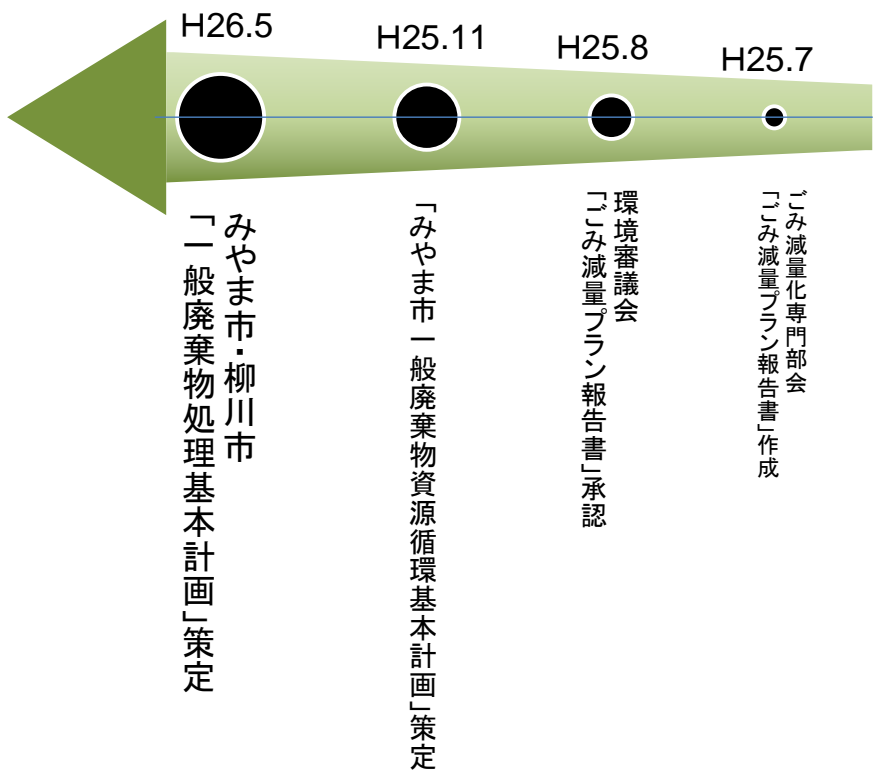 H25.7
ごみ減量化専門部会
「ごみ減量プラン報告書」作成
H25.8
環境審議会
「ごみ減量プラン報告書」承認
H25.11
「みやま市一般廃棄物資源循環基本計画」策定
H26.5
みやま市・柳川市
「一般廃棄物処理基本計画」策定